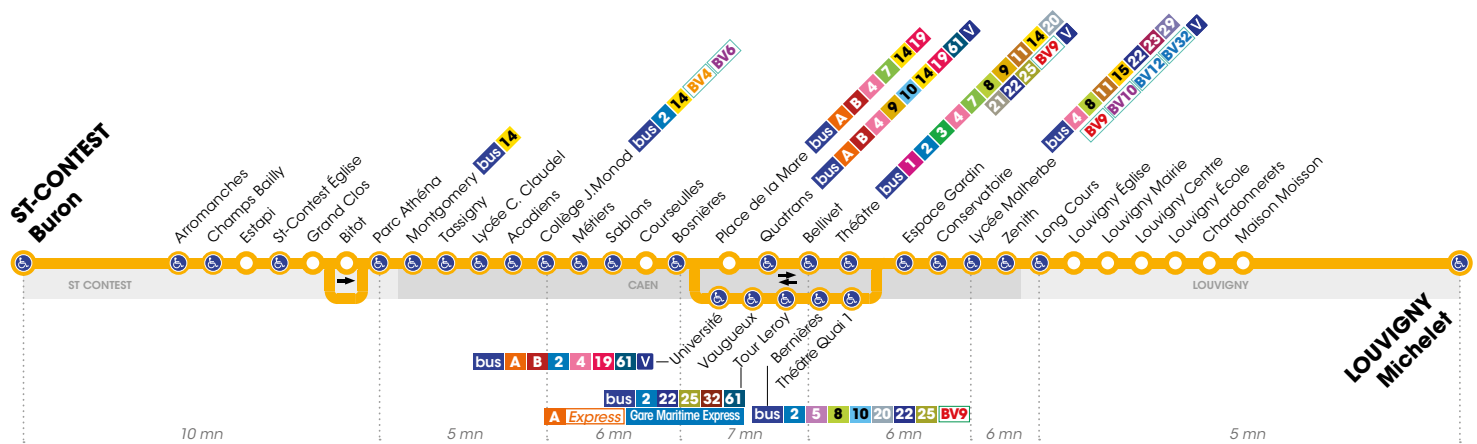 ST-CONTEST
Buron
Arromanches
Champs Bailly
Estapi
St-Contest Église
Grand Clos
Bitot
Parc Athéna
Montgomery
bus 14
Tassigny
Lycée C. Claudel
Acadiens
Collège J.Monod
bus 2 14 BV4 BV6
Métiers
Sablons
Courseulles
Bosnières
Place de la Mare
bus A B 4 7 14 19
Quatrans
bus A B 4 9 10 14 19 61 V
Bellivet
Théâtre
bus 1 2 3 4 7 8 9 11 14 20
21 22 25 BV9 V
Espace Gardin
Conservatoire
Lycée Malherbe
bus 4 8 11 15 22 23 29
BV9 BV10 BV12 BV32 V
Zenith
Long Cours
Louvigny Église
Louvigny Mairie
Louvigny Centre
Louvigny École
Chardonnerets
Maison Moisson
ST CONTEST
CAEN
LOUVIGNY
LOUVIGNY
Michelet
Université
bus A B 2 4 19 61 V
Vaugueux
Tour Leroy
bus 2 22 25 32 61
A Express Gare Maritime Express
Bernières
bus 2 5 8 10 20 22 25 BV9
Théâtre Quai 1
10 mn
5 mn
6 mn
7 mn
6 mn
6 mn
5 mn